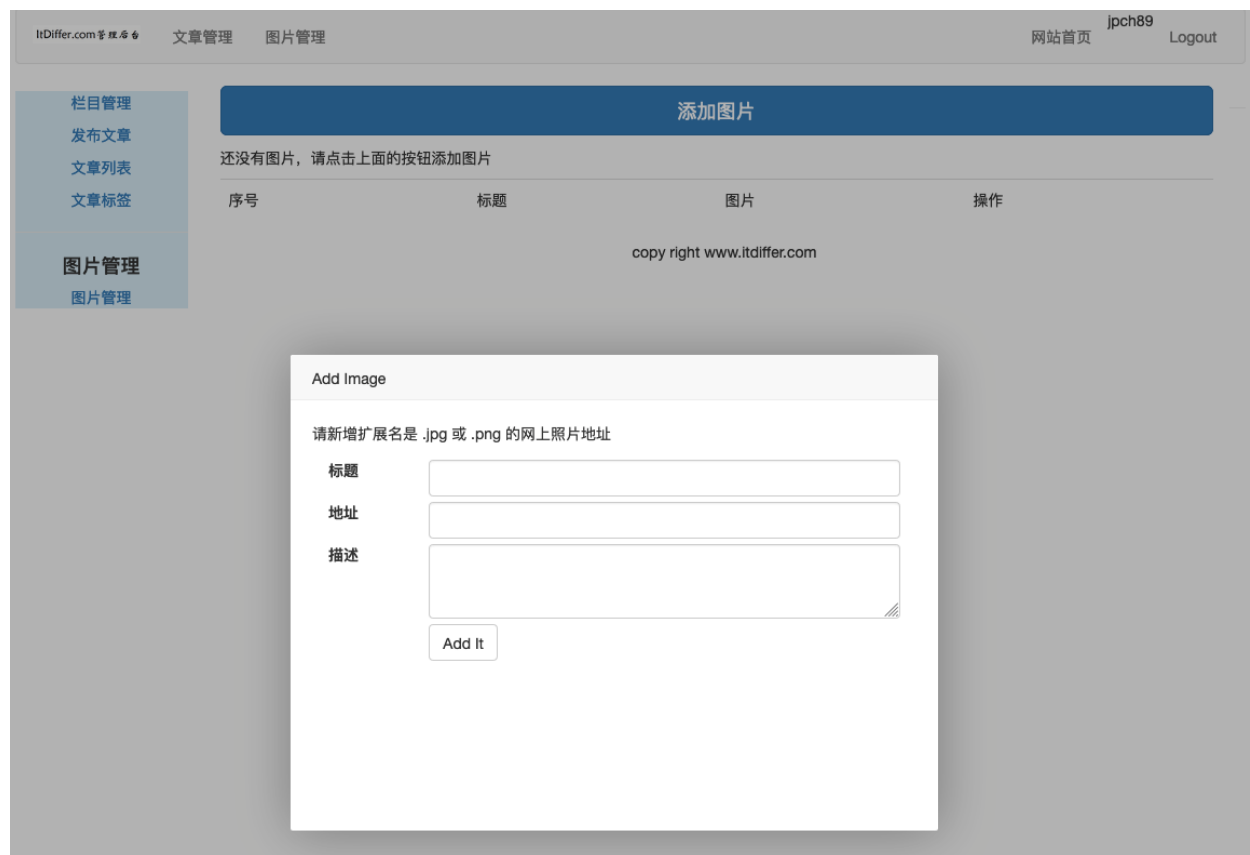 ItDiffer.com管理后台 文章管理 图片管理 网站首页 jpch89 Logout
栏目管理
发布文章
文章列表
文章标签
图片管理
图片管理
添加图片
还没有图片，请点击上面的按钮添加图片
序号 标题 图片 操作
copy right www.itdiffer.com
Add Image
请新增扩展名是 .jpg 或 .png 的网上照片地址
标题
地址
描述
Add It